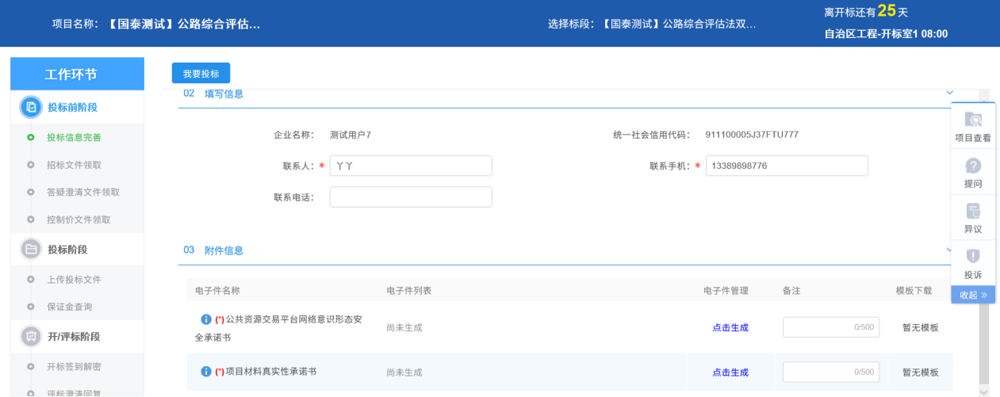 项目名称：【国泰测试】公路综合评估...
选择标段：【国泰测试】公路综合评估法双...
离开标还有25天
自治区工程-开标室1 08:00
工作环节
投标前阶段
投标信息完善
招标文件领取
答疑澄清文件领取
控制价文件领取
投标阶段
上传投标文件
保证金查询
开/评标阶段
开标签到解密
评标澄清回复
我要投标
02 填写信息
企业名称： 测试用户7 统一社会信用代码： 911100005J37FTU777
联系人：* 丫丫 联系手机：* 13389898776
联系电话：
03 附件信息
电子件名称 电子件列表 电子件管理 备注 模板下载
(*)公共资源交易平台网络意识形态安
全承诺书 尚未生成 点击生成 0/500 暂无模板
(*)项目材料真实性承诺书 尚未生成 点击生成 0/500 暂无模板
项目查看
提问
异议
投诉
收起 »